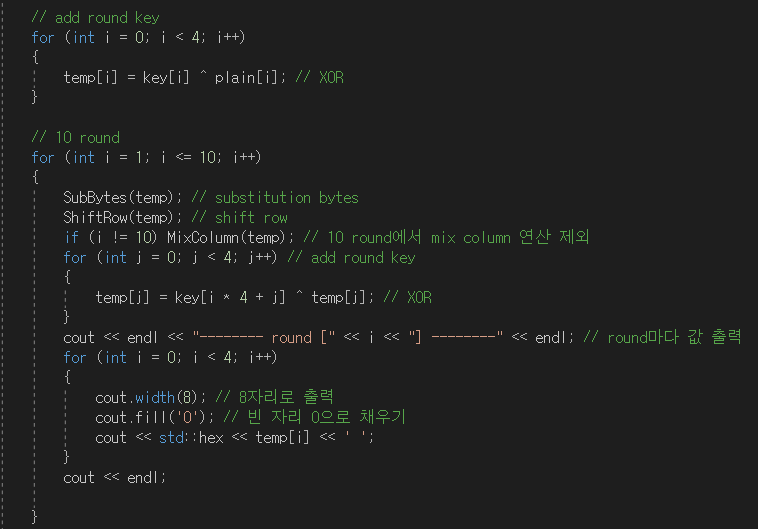 // add round key
for (int i = 0; i < 4; i++)
{
temp[i] = key[i] ^ plain[i]; // XOR
}
// 10 round
for (int i = 1; i <= 10; i++)
{
SubBytes(temp); // substitution bytes
ShiftRow(temp); // shift row
if (i != 10) MixColumn(temp); // 10 round에서 mix column 연산 제외
for (int j = 0; j < 4; j++) // add round key
{
temp[j] = key[i * 4 + j] ^ temp[j]; // XOR
}
cout << endl << "-------- round [" << i << "] --------" << endl; // round마다 값 출력
for (int i = 0; i < 4; i++)
{
cout.width(8); // 8자리로 출력
cout.fill('0'); // 빈 자리 0으로 채우기
cout << std::hex << temp[i] << ' ';
}
cout << endl;
}